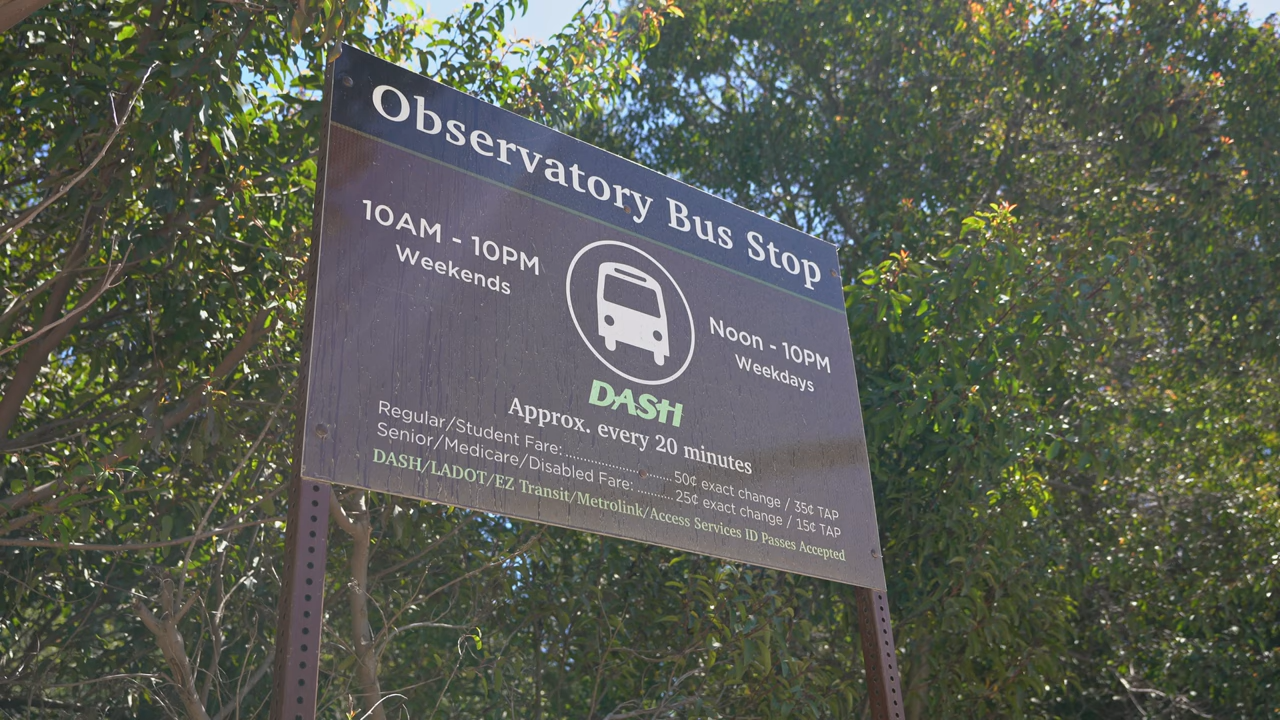 Observatory Bus Stop
10AM - 10PM
Weekends
Noon - 10PM
Weekdays
DASH
Approx. every 20 minutes
Regular/Student Fare: ........................ 50¢ exact change / 35¢ TAP
Senior/Medicare/Disabled Fare: .......... 25¢ exact change / 15¢ TAP
DASH/LADOT/EZ Transit/Metrolink/Access Services ID Passes Accepted